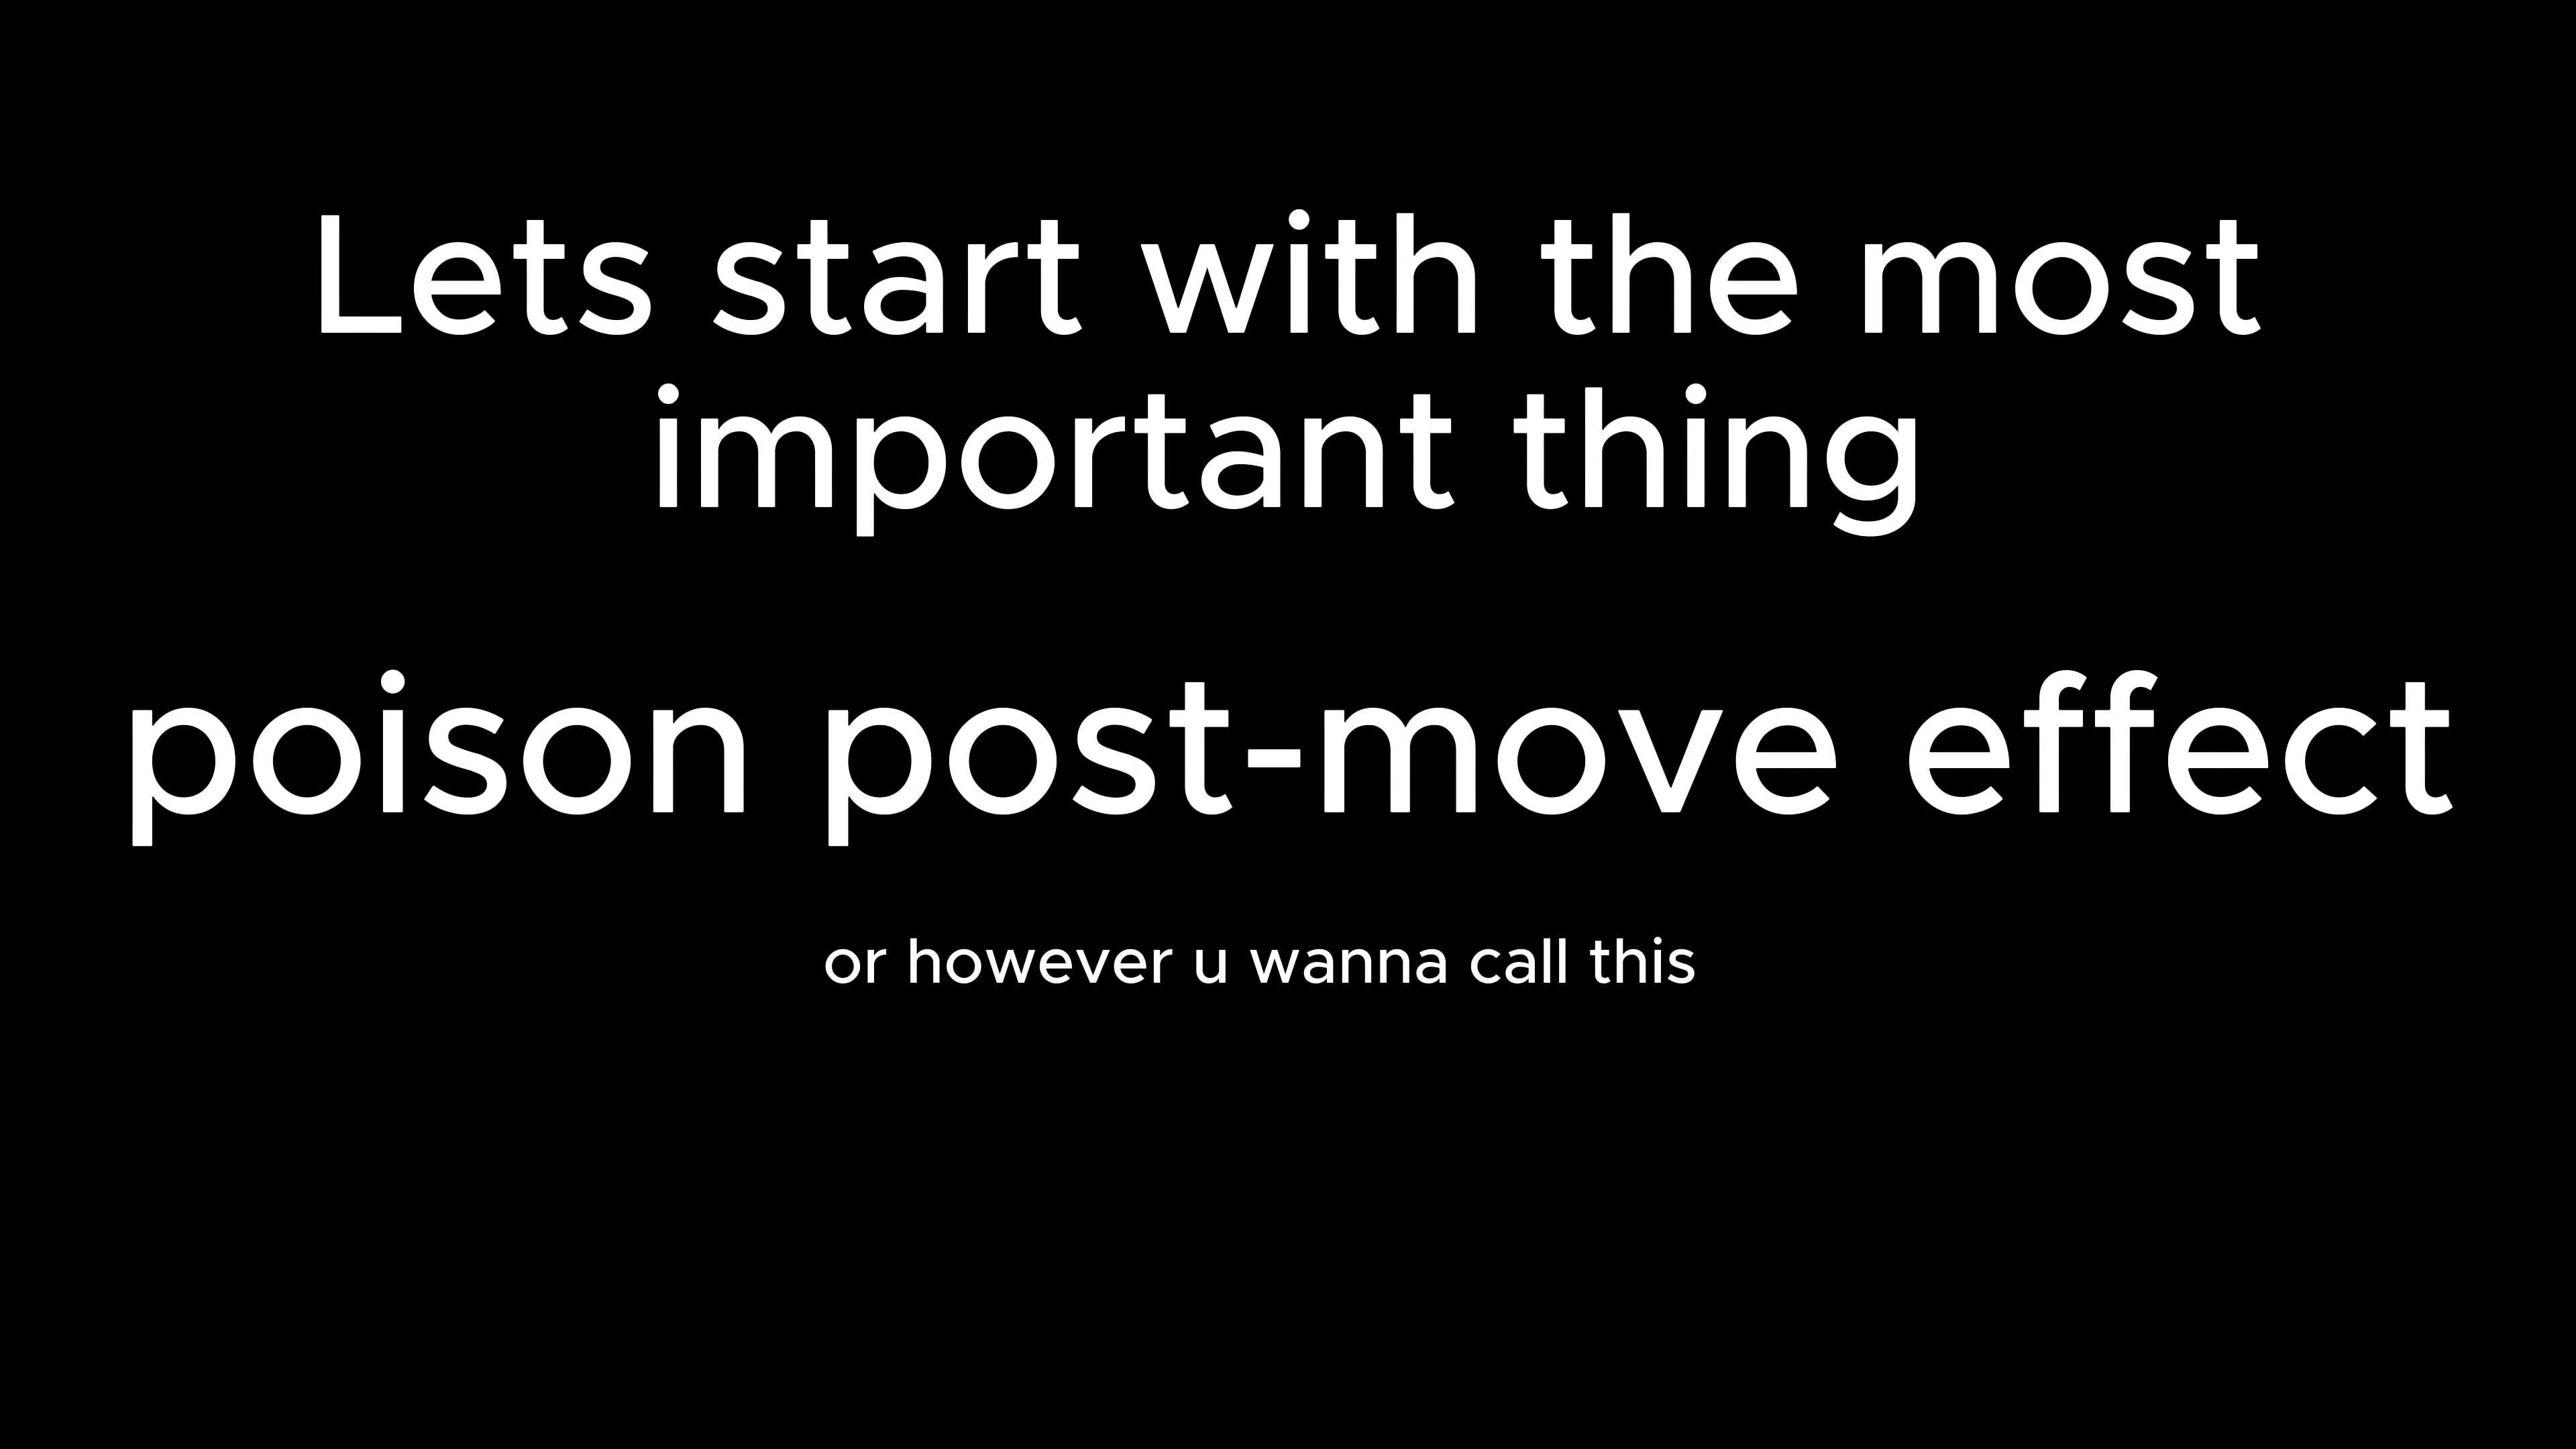 Lets start with the most
important thing
poison post-move effect
or however u wanna call this